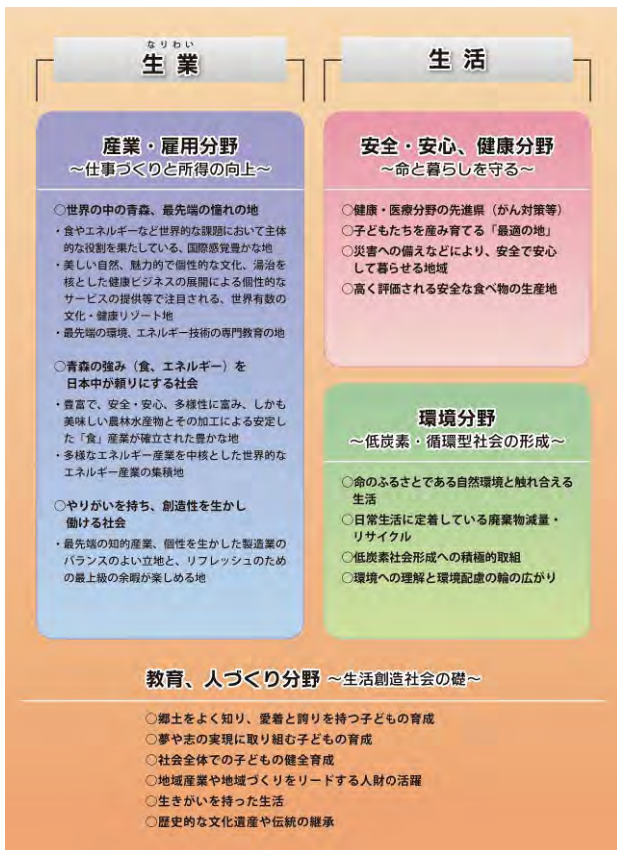 なりわい
生業
産業・雇用分野
~仕事づくりと所得の向上~
○世界の中の青森、最先端の憧れの地
・食やエネルギーなど世界的な課題において主体
的な役割を果たしている、国際感覚豊かな地
・美しい自然、魅力的で個性的な文化、湯治を
核とした健康ビジネスの展開による個性的な
サービスの提供等で注目される、世界有数の
文化・健康リゾート地
・最先端の環境、エネルギー技術の専門教育の地
○青森の強み（食、エネルギー）を
日本中が頼りにする社会
・豊富で、安全・安心、多様性に富み、しかも
美味しい農林水産物とその加工による安定し
た「食」産業が確立された豊かな地
・多様なエネルギー産業を中核とした世界的な
エネルギー産業の集積地
○やりがいを持ち、創造性を生かし
働ける社会
・最先端の知的産業、個性を生かした製造業の
バランスのよい立地と、リフレッシュのため
の最上級の余暇が楽しめる地
生活
安全・安心、健康分野
~命と暮らしを守る~
○健康・医療分野の先進県（がん対策等）
○子どもたちを産み育てる「最適の地」
○災害への備えなどにより、安全で安心
して暮らせる地域
○高く評価される安全な食べ物の生産地
環境分野
~低炭素・循環型社会の形成~
○命のふるさとである自然環境と触れ合える
生活
○日常生活に定着している廃棄物減量・
リサイクル
○低炭素社会形成への積極的取組
○環境への理解と環境配慮の輪の広がり
教育、人づくり分野 ~生活創造社会の礎~
○郷土をよく知り、愛着と誇りを持つ子どもの育成
○夢や志の実現に取り組む子どもの育成
○社会全体での子どもの健全育成
○地域産業や地域づくりをリードする人財の活躍
○生きがいを持った生活
○歴史的な文化遺産や伝統の継承